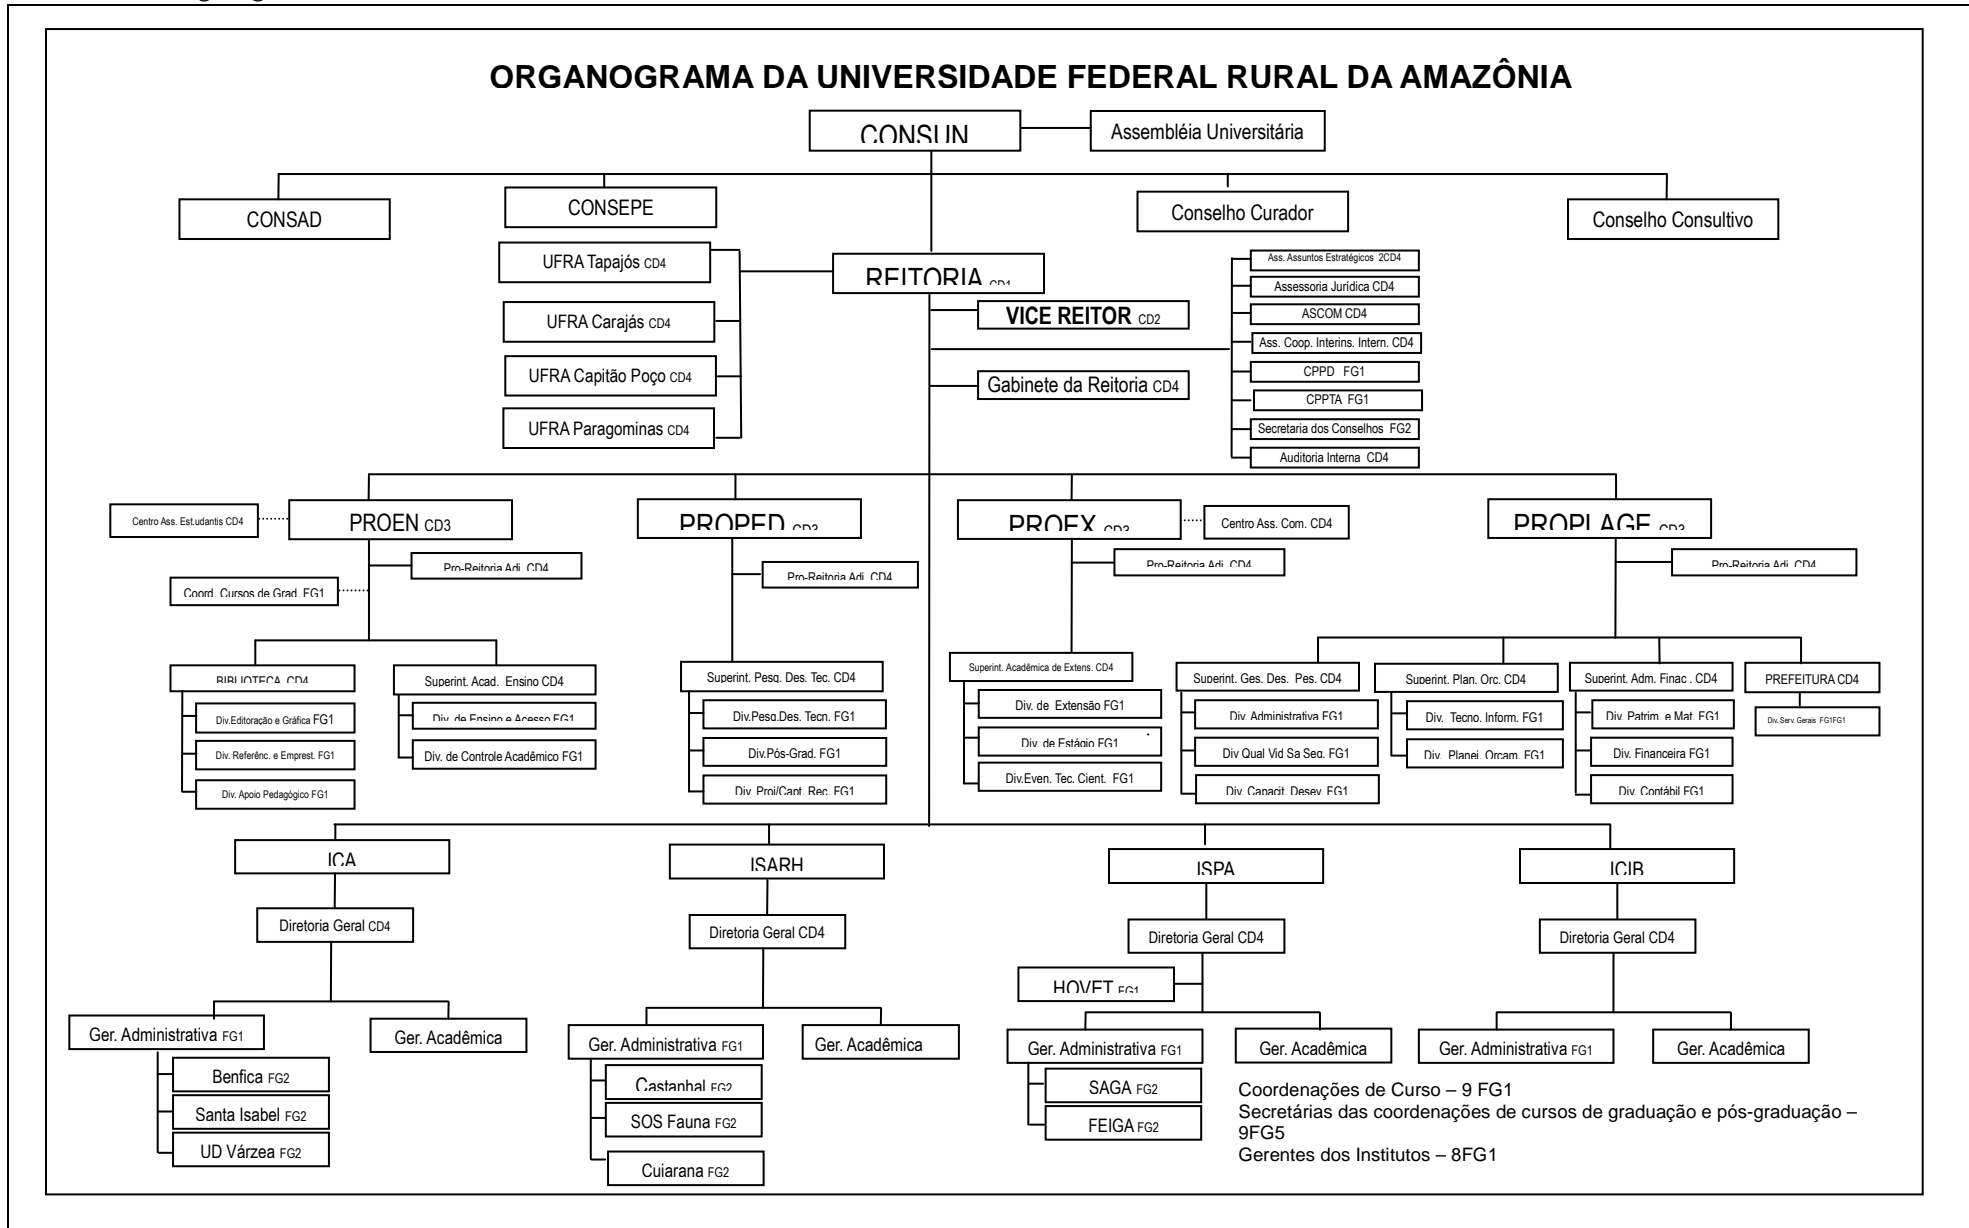 ORGANOGRAMA DA UNIVERSIDADE FEDERAL RURAL DA AMAZÔNIA
CONSUN
Assembléia Universitária
CONSAD
CONSEPE
Conselho Curador
Conselho Consultivo
UFRA Tapajós CD4
UFRA Carajás CD4
UFRA Capitão Poço CD4
UFRA Paragominas CD4
REITORIA CD1
VICE REITOR CD2
Gabinete da Reitoria CD4
Ass. Assuntos Estratégicos 2CD4
Assessoria Jurídica CD4
ASCOM CD4
Ass. Coop. Interins. Intern. CD4
CPPD FG1
CPPTA FG1
Secretaria dos Conselhos FG2
Auditoria Interna CD4
Centro Ass. Est.udantis CD4
PROEN CD3
PROPED CD3
PROEX CD3
Centro Ass. Com. CD4
PROPLAGE CD3
Pro-Reitoria Adj. CD4
Pro-Reitoria Adj. CD4
Pro-Reitoria Adj. CD4
Pro-Reitoria Adj. CD4
Coord. Cursos de Grad. FG1
BIBLIOTECA CD4
Div.Editoração e Gráfica FG1
Div. Referênc. e Emprest. FG1
Div. Apoio Pedagógico FG1
Superint. Acad. Ensino CD4
Div. de Ensino e Acesso FG1
Div. de Controle Acadêmico FG1
Superint. Pesq. Des. Tec. CD4
Div.Pesq.Des. Tecn. FG1
Div.Pós-Grad. FG1
Div. Proj/Capt. Rec. FG1
Superint. Acadêmica de Extens. CD4
Div. de Extensão FG1
Div. de Estágio FG1
Div.Even. Tec. Cient. FG1
Superint. Ges. Des. Pes. CD4
Div. Administrativa FG1
Div Qual Vid Sa Seg. FG1
Div. Capacit. Desev. FG1
Superint. Plan. Orc. CD4
Div. Tecno. Inform. FG1
Div. Planej. Orcam. FG1
Superint. Adm. Finac . CD4
Div. Patrim. e Mat. FG1
Div. Financeira FG1
Div. Contábil FG1
PREFEITURA CD4
Div. Serv. Gerais FG1FG1
ICA
ISARH
ISPA
ICIB
Diretoria Geral CD4
Diretoria Geral CD4
Diretoria Geral CD4
Diretoria Geral CD4
HOVET FG1
Ger. Administrativa FG1
Ger. Acadêmica
Ger. Administrativa FG1
Ger. Acadêmica
Ger. Administrativa FG1
Ger. Acadêmica
Ger. Administrativa FG1
Ger. Acadêmica
Benfica FG2
Santa Isabel FG2
UD Várzea FG2
Castanhal FG2
SOS Fauna FG2
Cuiarana FG2
SAGA FG2
FEIGA FG2
Coordenações de Curso – 9 FG1
Secretárias das coordenações de cursos de graduação e pós-graduação –
9FG5
Gerentes dos Institutos – 8FG1